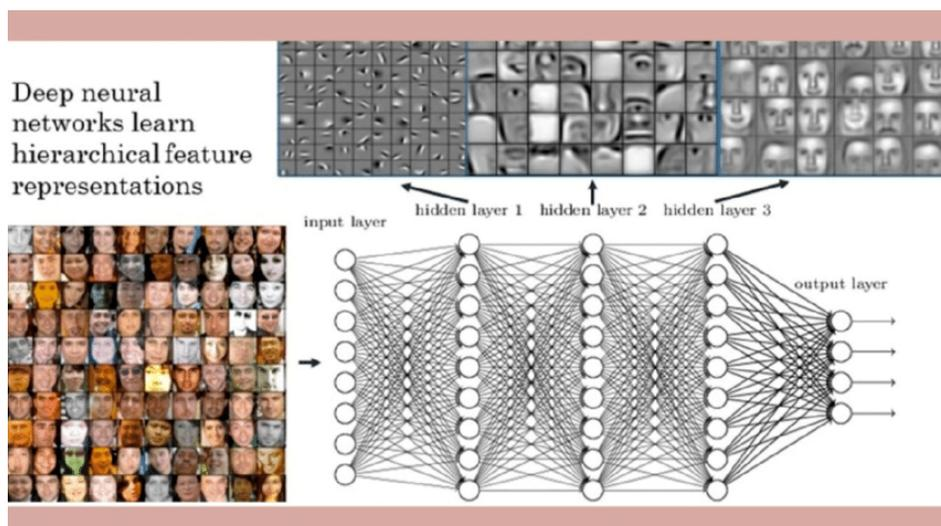 Deep neural
networks learn
hierarchical feature
representations
input layer
hidden layer 1
hidden layer 2
hidden layer 3
output layer